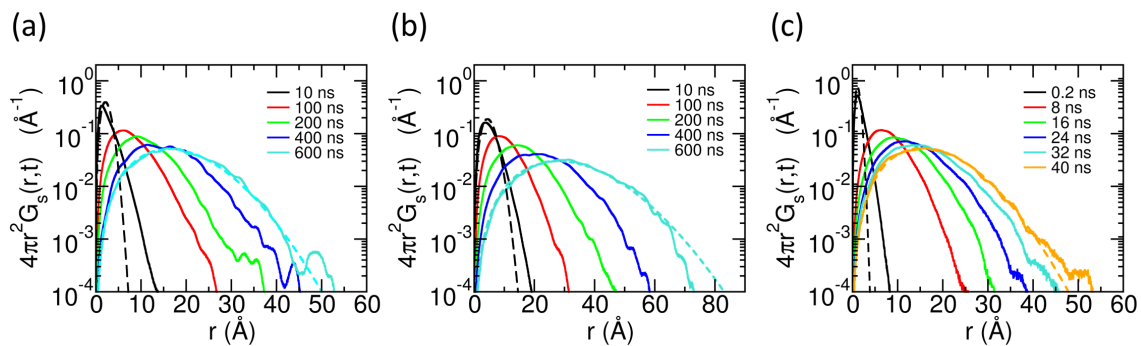 (a)
10⁰
10⁻¹
10⁻²
10⁻³
10⁻⁴
4πr²Gₛ(r,t) (Å⁻¹)
10 ns
100 ns
200 ns
400 ns
600 ns
0 10 20 30 40 50 60
r (Å)
(b)
10⁰
10⁻¹
10⁻²
10⁻³
10⁻⁴
4πr²Gₛ(r,t) (Å⁻¹)
10 ns
100 ns
200 ns
400 ns
600 ns
0 20 40 60 80
r (Å)
(c)
10⁰
10⁻¹
10⁻²
10⁻³
10⁻⁴
4πr²Gₛ(r,t) (Å⁻¹)
0.2 ns
8 ns
16 ns
24 ns
32 ns
40 ns
0 10 20 30 40 50 60
r (Å)